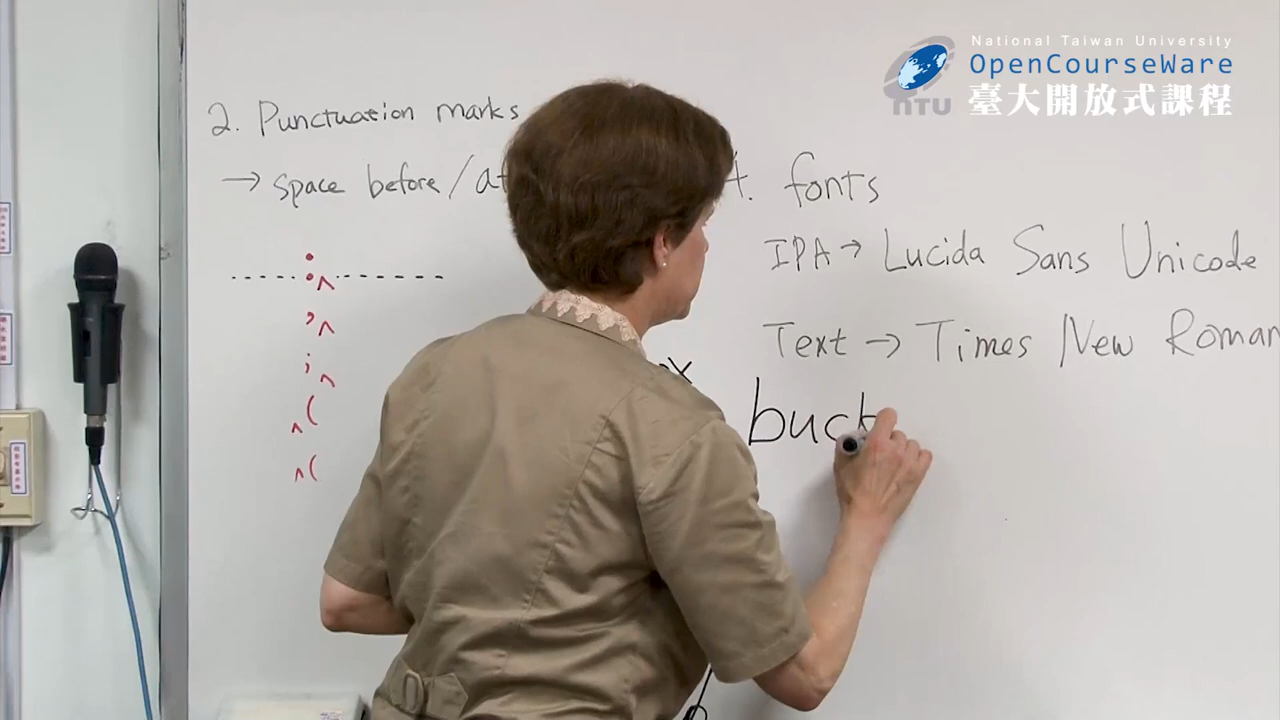 National Taiwan University
OpenCourseWare
臺大開放式課程
NTU
2. Punctuation marks
→ space before/
:^
,^
;^
^(
^(
4. fonts
IPA → Lucida Sans Unicode
Text → Times New Roman
buck